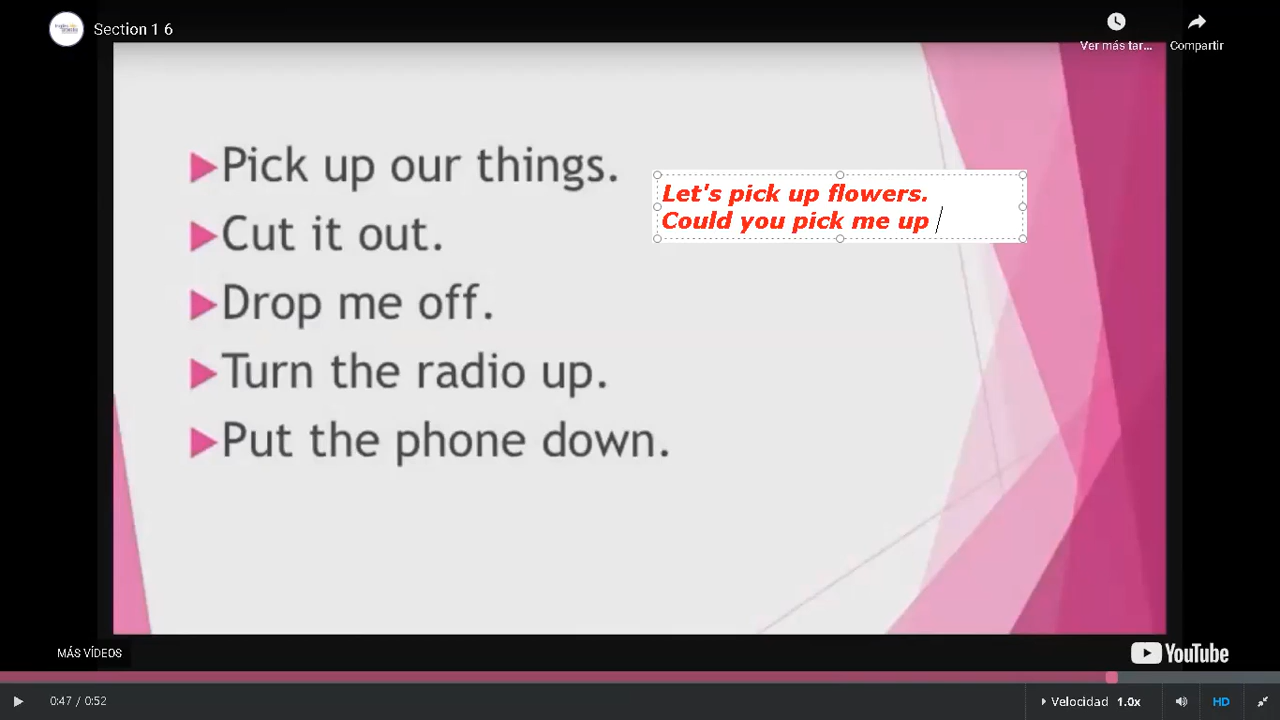 Section 1 6
Ver más tar...
Compartir
Pick up our things.
Cut it out.
Drop me off.
Turn the radio up.
Put the phone down.
Let's pick up flowers.
Could you pick me up
MÁS VÍDEOS
YouTube
0:47 / 0:52
Velocidad 1.0x
HD